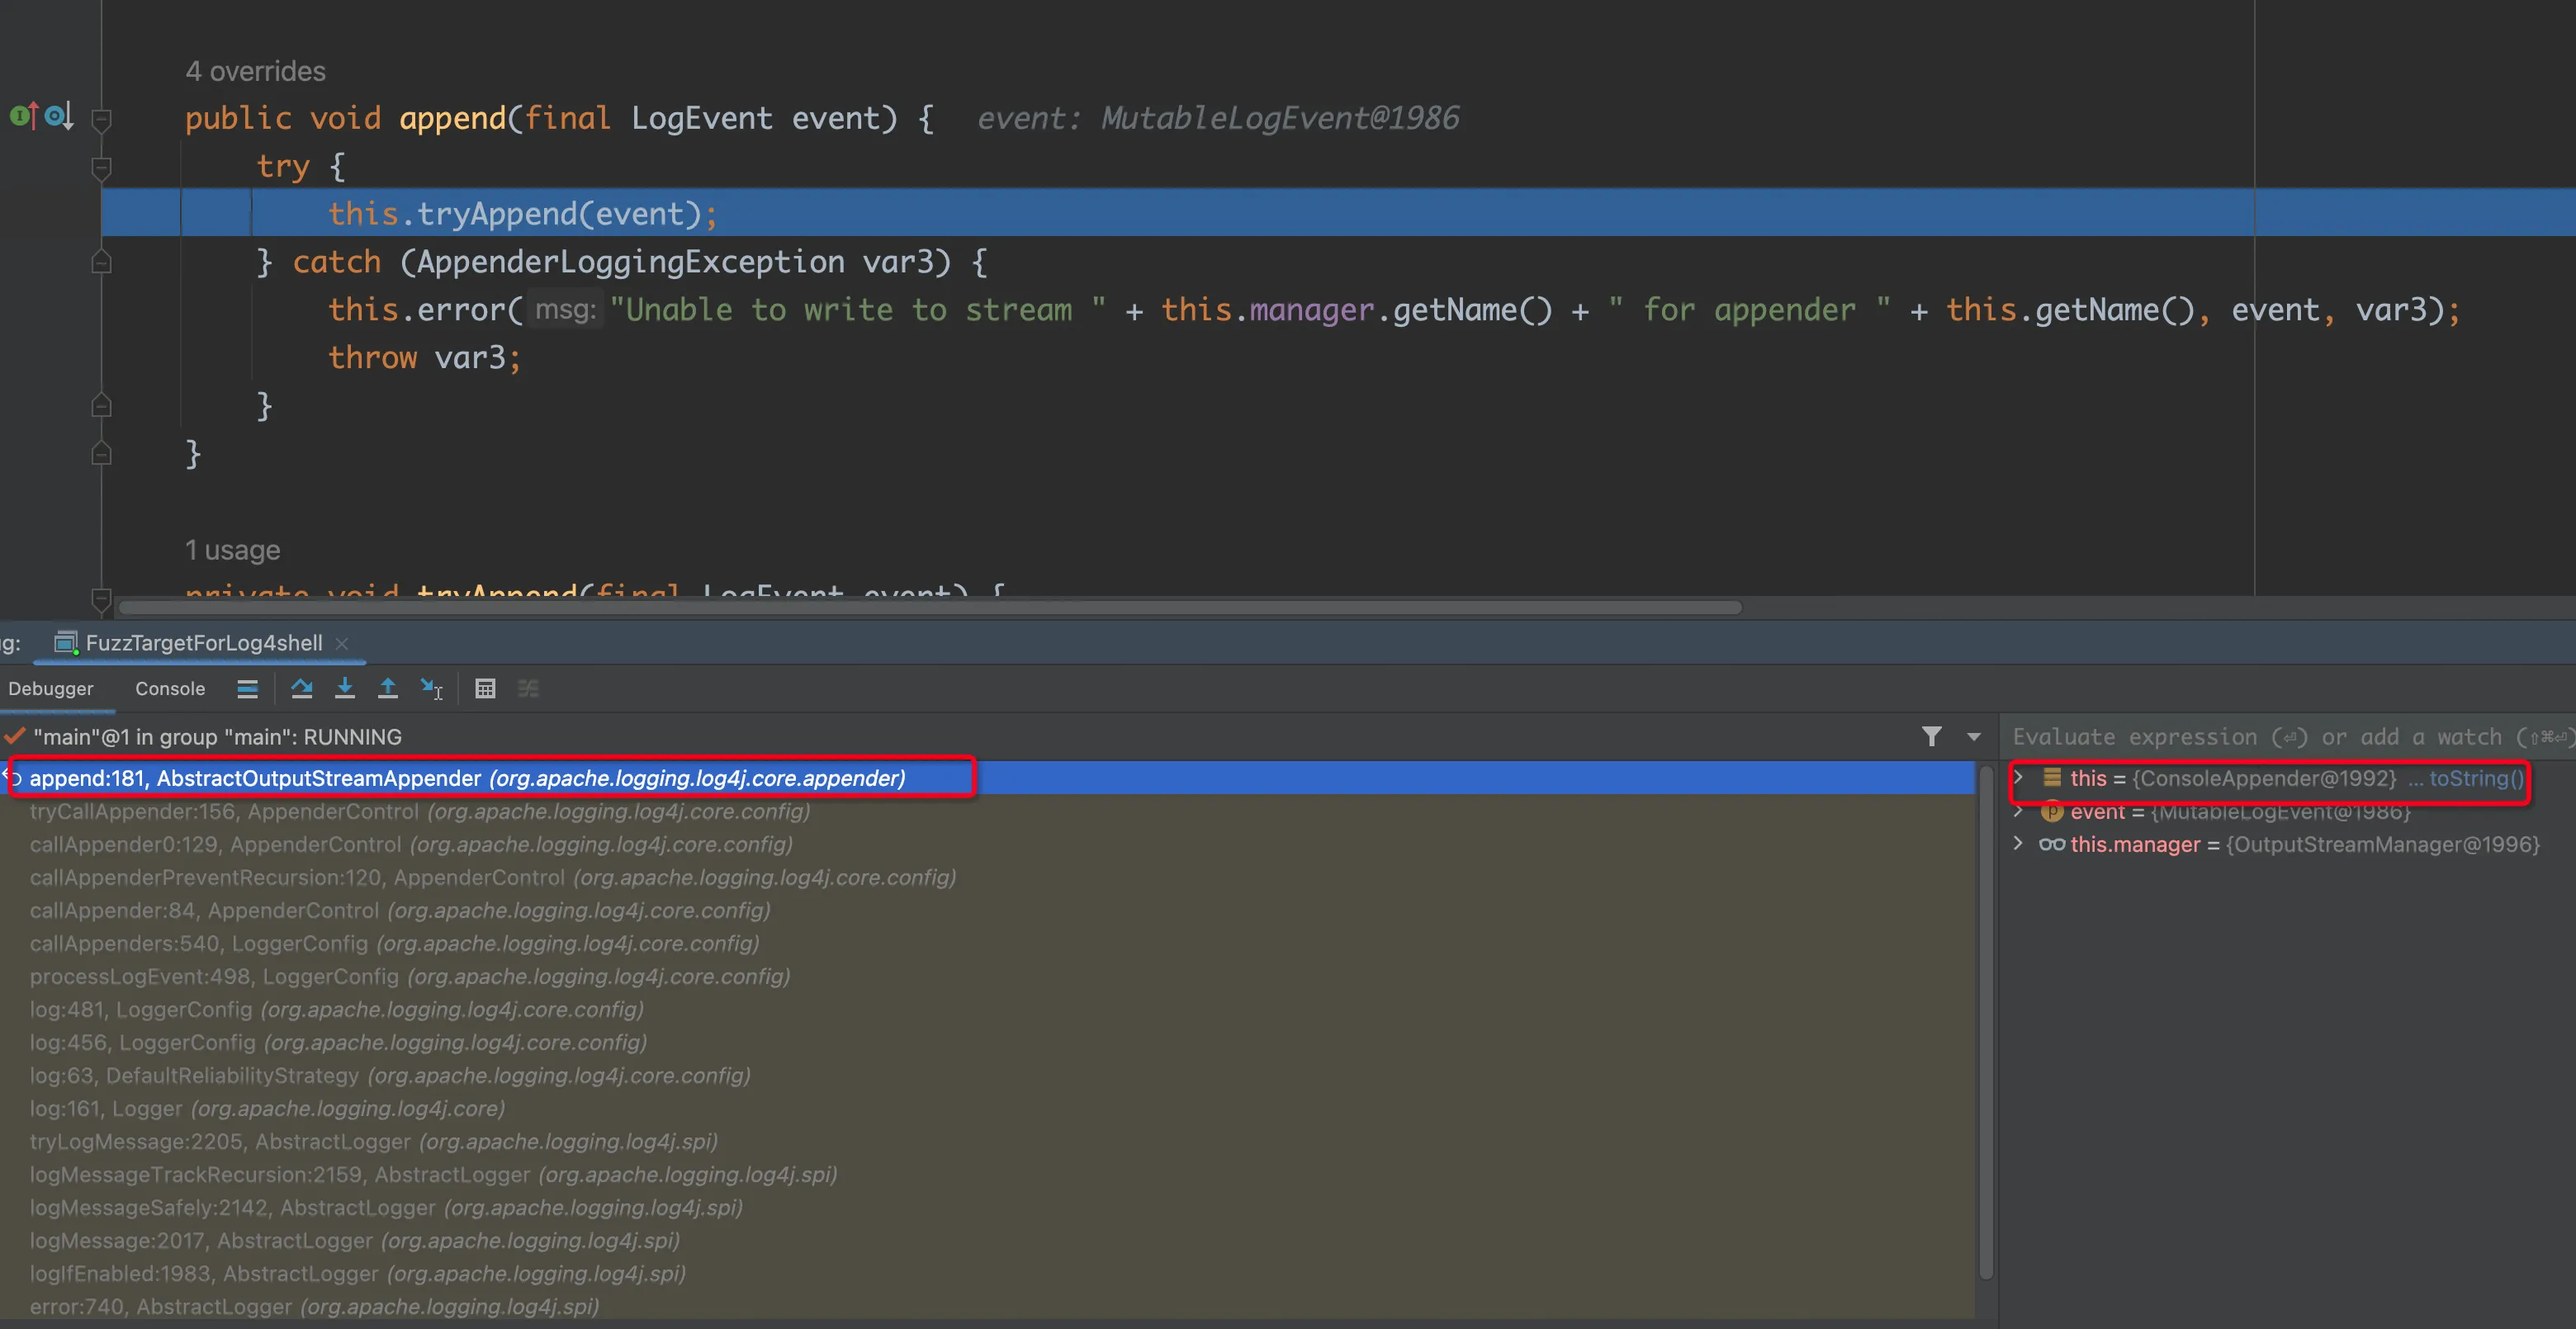 4 overrides
public void append(final LogEvent event) { event: MutableLogEvent@1986
try {
this.tryAppend(event);
} catch (AppenderLoggingException var3) {
this.error( msg: "Unable to write to stream " + this.manager.getName() + " for appender " + this.getName(), event, var3);
throw var3;
}
}
1 usage
private void tryAppend(final LogEvent event) {
g: FuzzTargetForLog4shell
Debugger Console
"main"@1 in group "main": RUNNING
Evaluate expression (⏎) or add a watch (⇧⌘⏎)
append:181, AbstractOutputStreamAppender (org.apache.logging.log4j.core.appender)
this = {ConsoleAppender@1992} ... toString()
tryCallAppender:156, AppenderControl (org.apache.logging.log4j.core.config)
event = {MutableLogEvent@1986}
callAppender0:129, AppenderControl (org.apache.logging.log4j.core.config)
this.manager = {OutputStreamManager@1996}
callAppenderPreventRecursion:120, AppenderControl (org.apache.logging.log4j.core.config)
callAppender:84, AppenderControl (org.apache.logging.log4j.core.config)
callAppenders:540, LoggerConfig (org.apache.logging.log4j.core.config)
processLogEvent:498, LoggerConfig (org.apache.logging.log4j.core.config)
log:481, LoggerConfig (org.apache.logging.log4j.core.config)
log:456, LoggerConfig (org.apache.logging.log4j.core.config)
log:63, DefaultReliabilityStrategy (org.apache.logging.log4j.core.config)
log:161, Logger (org.apache.logging.log4j.core)
tryLogMessage:2205, AbstractLogger (org.apache.logging.log4j.spi)
logMessageTrackRecursion:2159, AbstractLogger (org.apache.logging.log4j.spi)
logMessageSafely:2142, AbstractLogger (org.apache.logging.log4j.spi)
logMessage:2017, AbstractLogger (org.apache.logging.log4j.spi)
logIfEnabled:1983, AbstractLogger (org.apache.logging.log4j.spi)
error:740, AbstractLogger (org.apache.logging.log4j.spi)